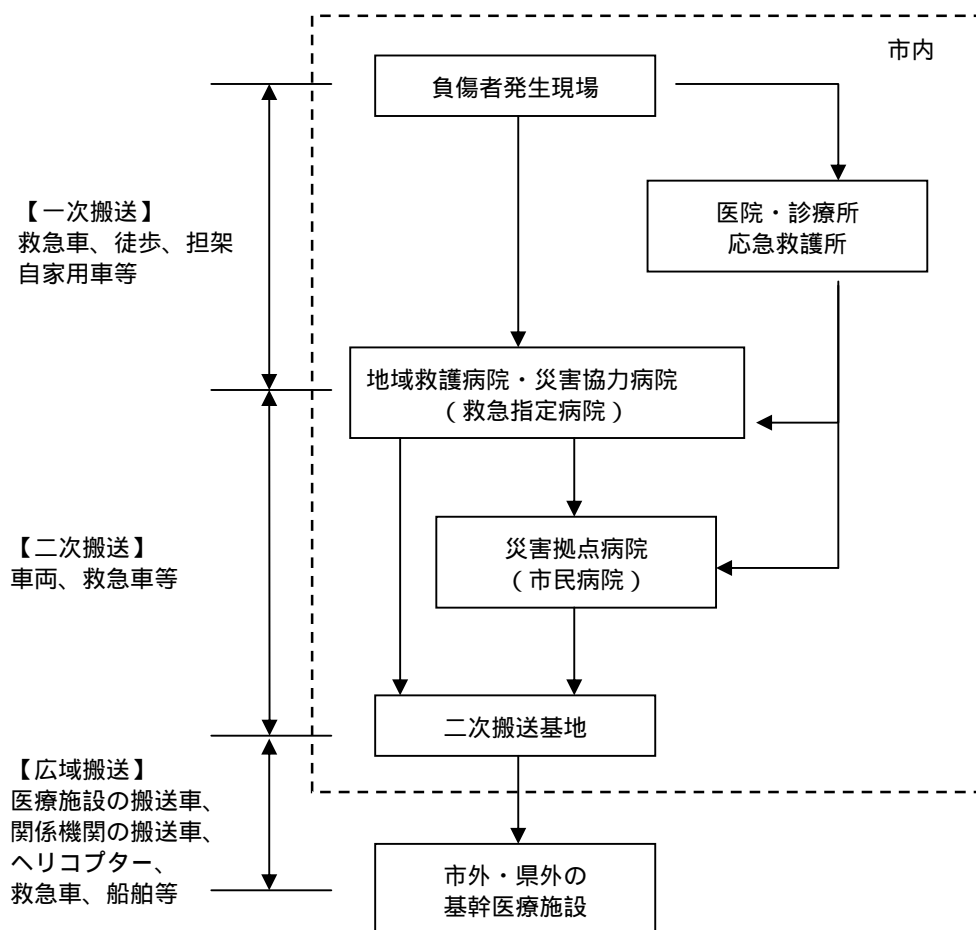 市内
負傷者発生現場
【一次搬送】
救急車、徒歩、担架
自家用車等
医院・診療所
応急救護所
地域救護病院・災害協力病院
（救急指定病院）
【二次搬送】
車両、救急車等
災害拠点病院
（市民病院）
二次搬送基地
【広域搬送】
医療施設の搬送車、
関係機関の搬送車、
ヘリコプター、
救急車、船舶等
市外・県外の
基幹医療施設